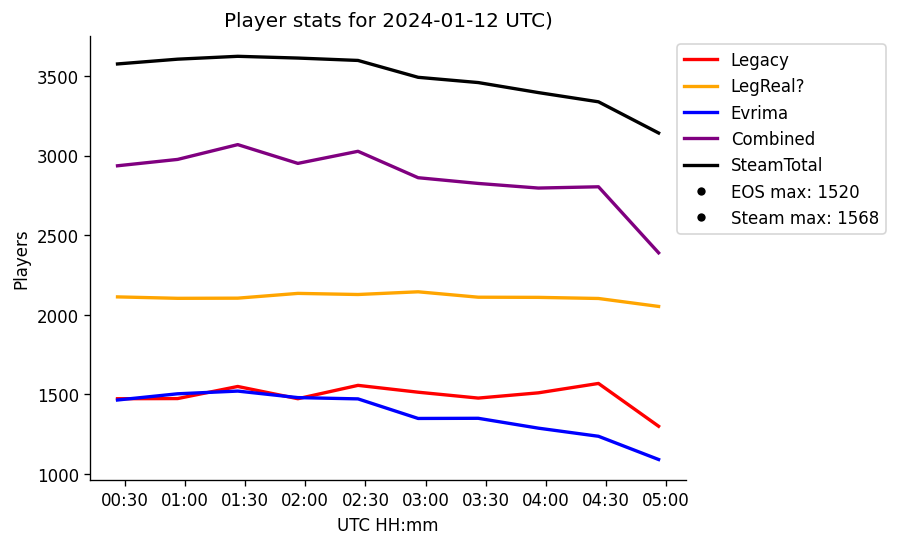 Player stats for 2024-01-12 UTC)
3500
3000
2500
2000
1500
1000
Players
00:30 01:00 01:30 02:00 02:30 03:00 03:30 04:00 04:30 05:00
UTC HH:mm
Legacy
LegReal?
Evrima
Combined
SteamTotal
EOS max: 1520
Steam max: 1568